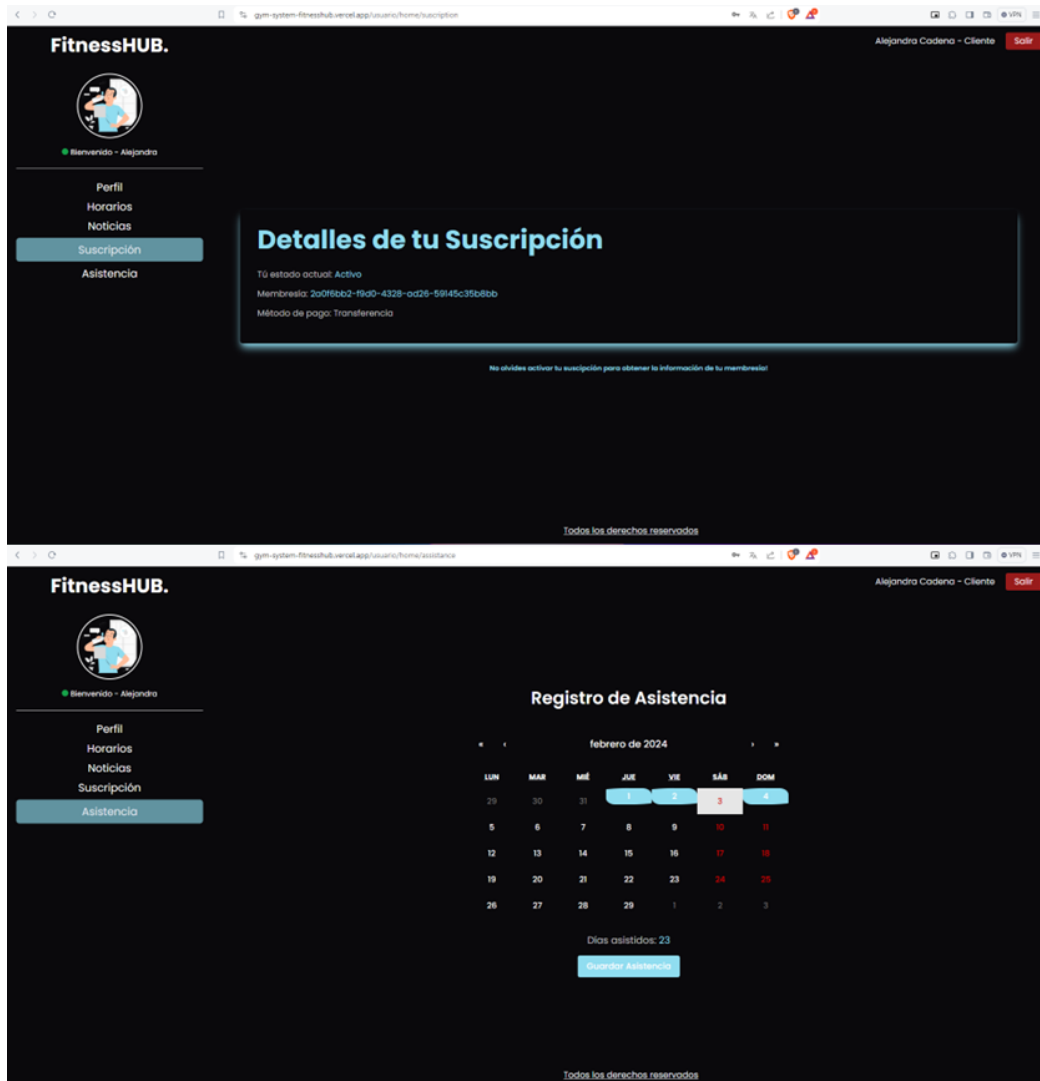 gym-system-fitnesshub.vercel.app/usuario/home/suscription
VPN
FitnessHUB.
Alejandra Cadena - Cliente
Salir
Bienvenido - Alejandra
Perfil
Horarios
Noticias
Suscripción
Asistencia
Detalles de tu Suscripción
Tú estado actual: Activo
Membresía: 2a0f6bb2-f9d0-4328-ad26-59145c35b8bb
Método de pago: Transferencia
No olvides activar tu suscipción para obtener la información de tu membresia!
Todos los derechos reservados
gym-system-fitnesshub.vercel.app/usuario/home/assistance
VPN
FitnessHUB.
Alejandra Cadena - Cliente
Salir
Bienvenido - Alejandra
Perfil
Horarios
Noticias
Suscripción
Asistencia
Registro de Asistencia
« ‹ febrero de 2024 › »
LUN MAR MIÉ JUE VIE SÁB DOM
29 30 31 1 2 3 4
5 6 7 8 9 10 11
12 13 14 15 16 17 18
19 20 21 22 23 24 25
26 27 28 29 1 2 3
Días asistidos: 23
Guardar Asistencia
Todos los derechos reservados